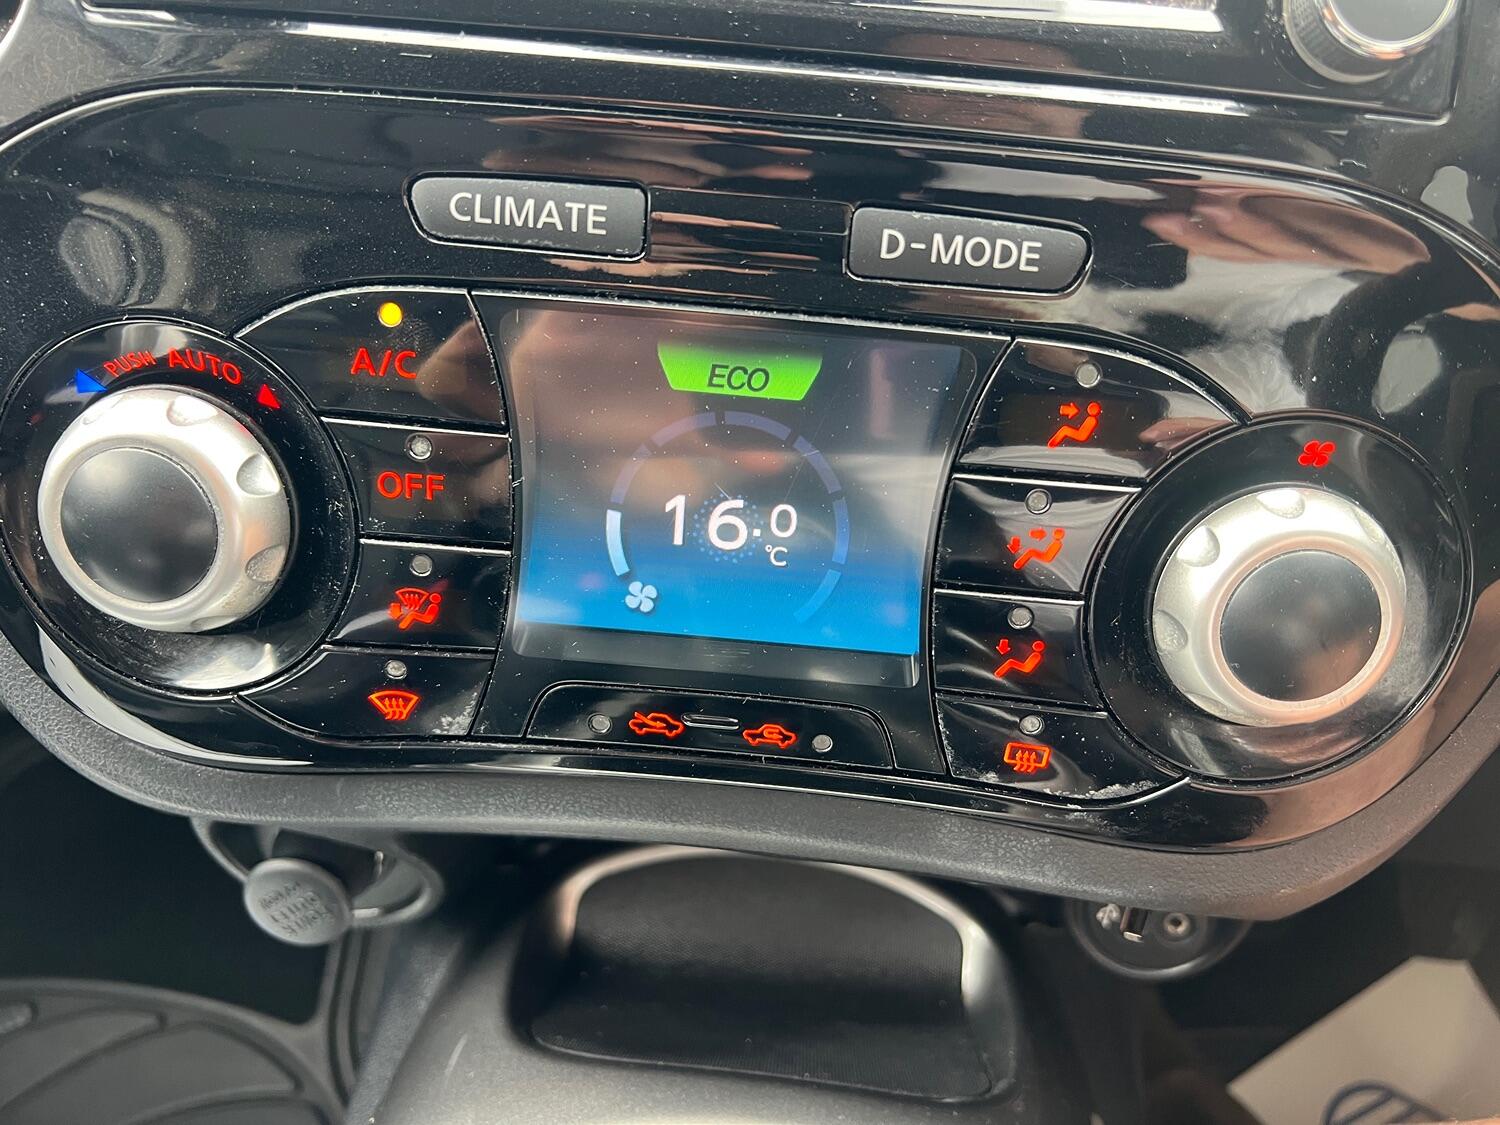 CLIMATE
D-MODE
PUSH AUTO
A/C
OFF
ECO
16.0
°C